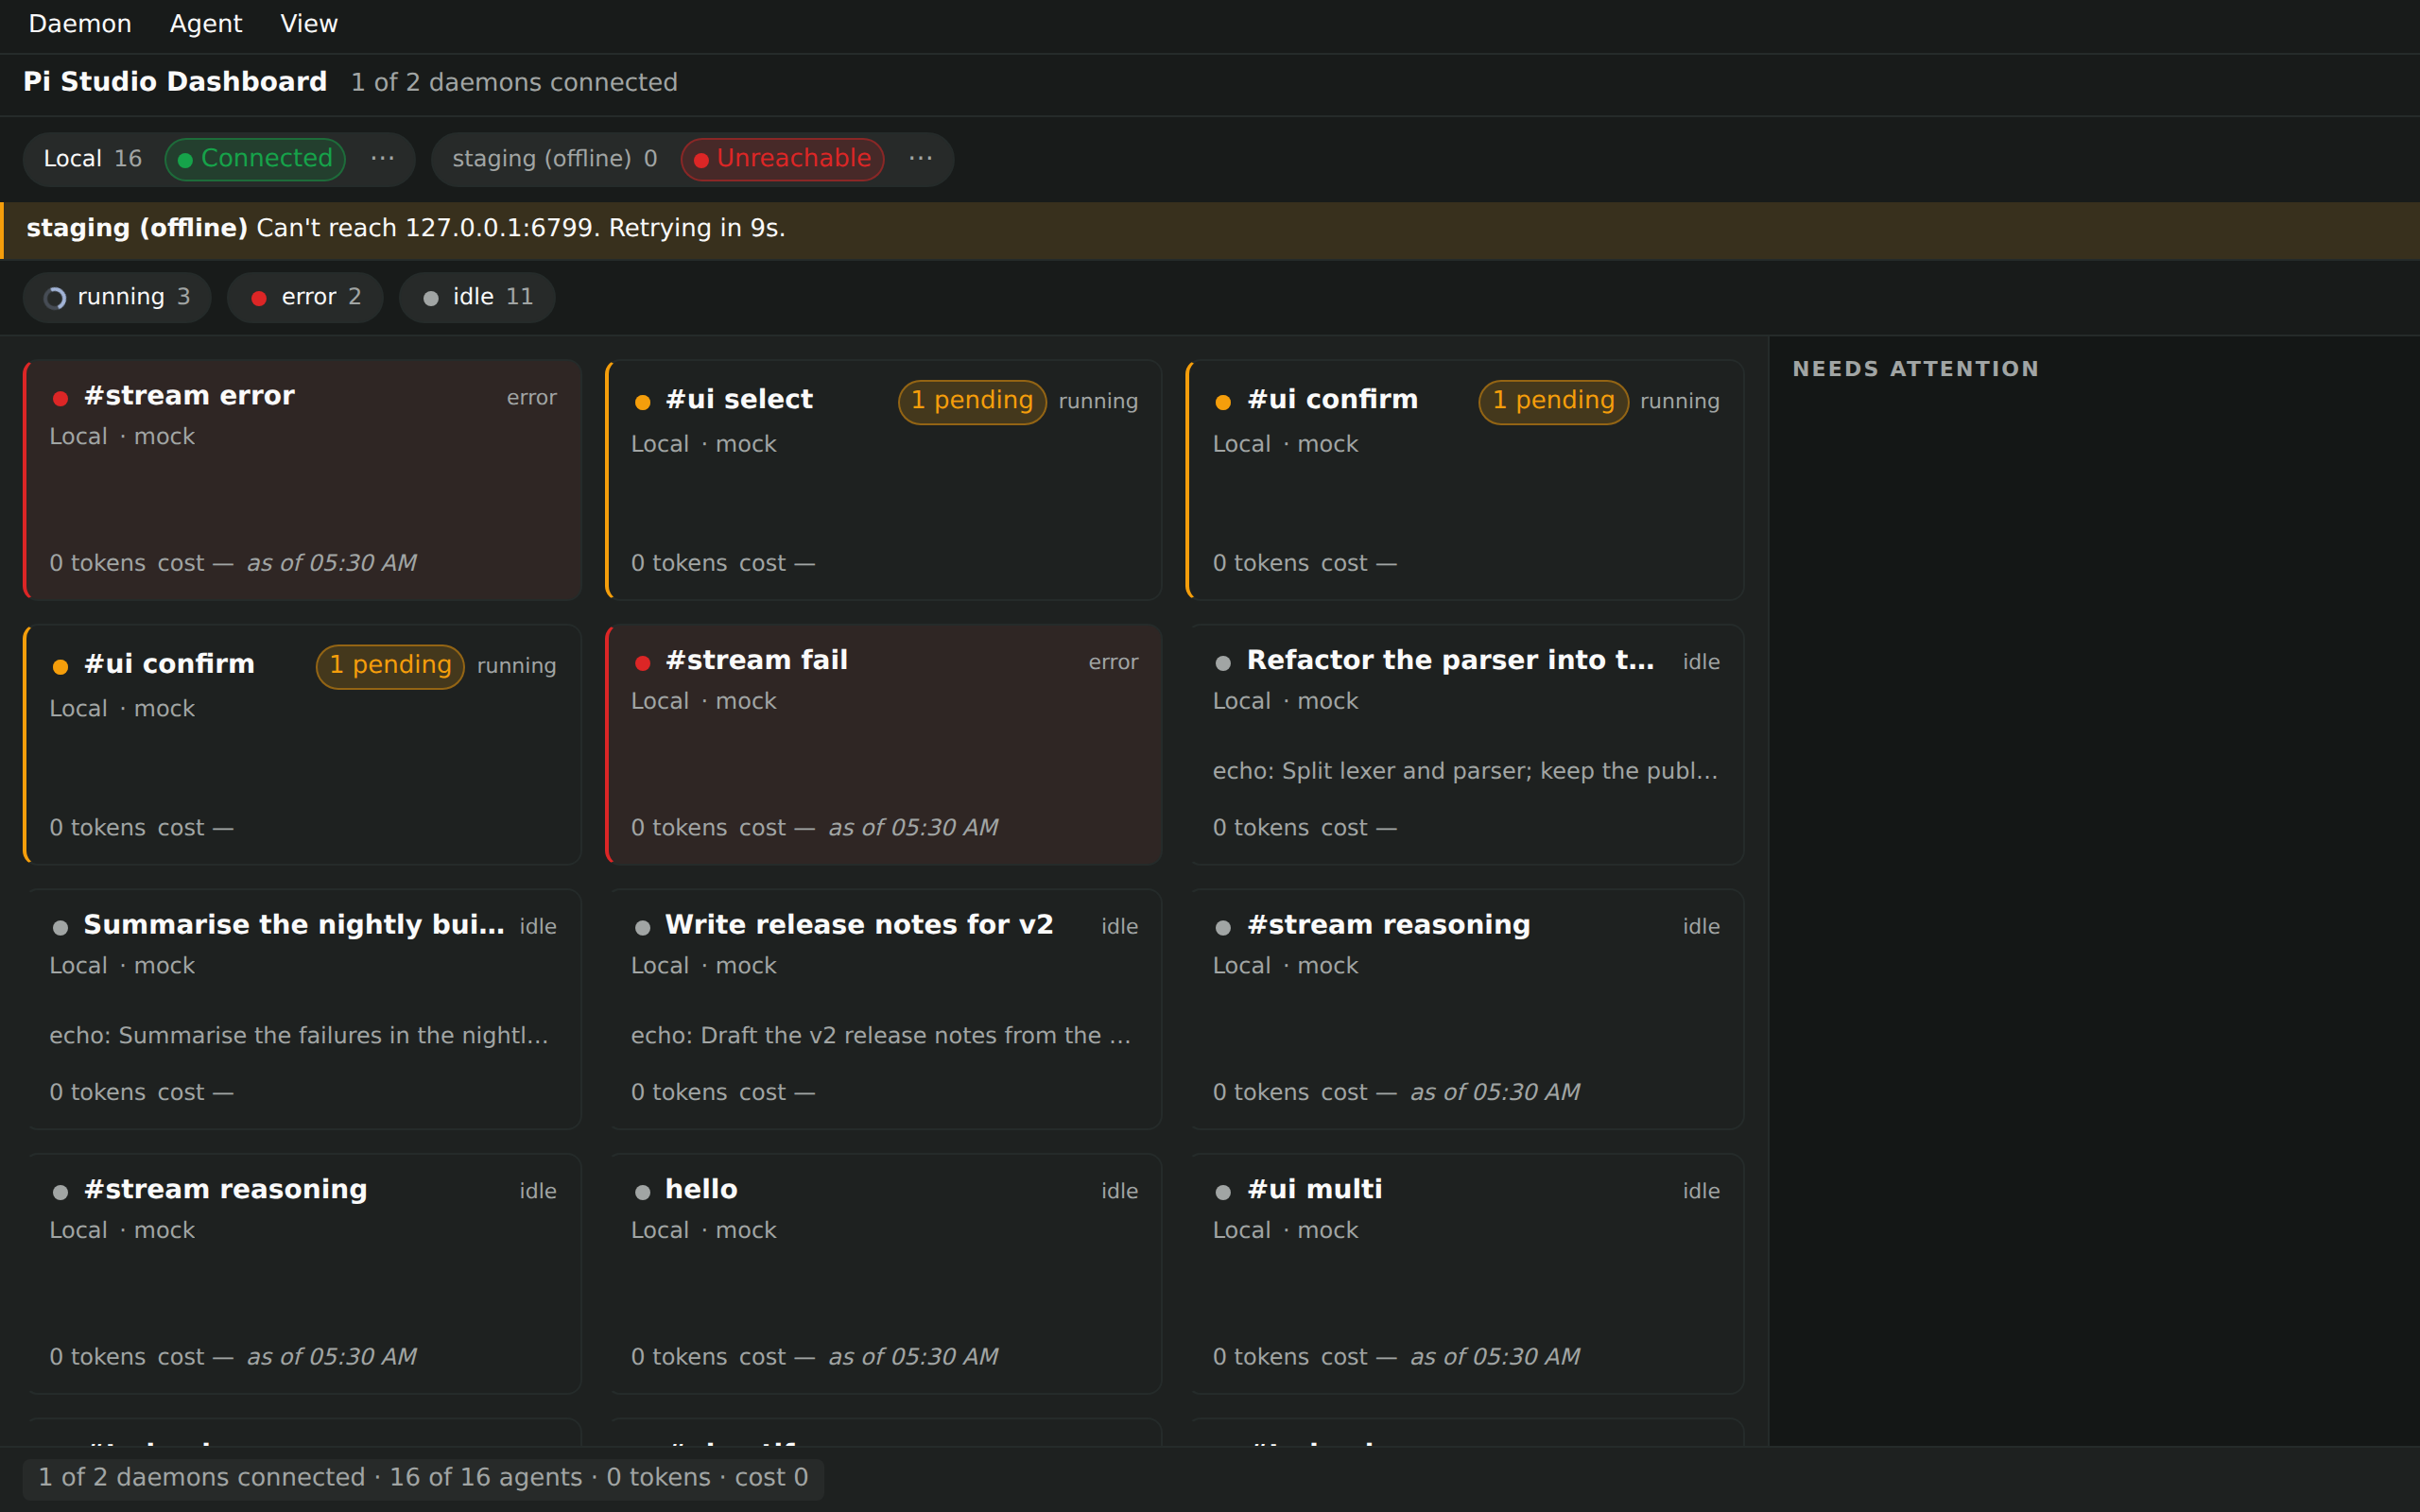 Daemon Agent View
Pi Studio Dashboard 1 of 2 daemons connected
Local 16 Connected ··· staging (offline) 0 Unreachable ···
staging (offline) Can't reach 127.0.0.1:6799. Retrying in 9s.
running 3 error 2 idle 11
#stream error error
Local · mock
0 tokens cost — as of 05:30 AM
#ui select 1 pending running
Local · mock
0 tokens cost —
#ui confirm 1 pending running
Local · mock
0 tokens cost —
NEEDS ATTENTION
#ui confirm 1 pending running
Local · mock
0 tokens cost —
#stream fail error
Local · mock
0 tokens cost — as of 05:30 AM
Refactor the parser into t… idle
Local · mock
echo: Split lexer and parser; keep the publ…
0 tokens cost —
Summarise the nightly bui… idle
Local · mock
echo: Summarise the failures in the nightl…
0 tokens cost —
Write release notes for v2 idle
Local · mock
echo: Draft the v2 release notes from the …
0 tokens cost —
#stream reasoning idle
Local · mock
0 tokens cost — as of 05:30 AM
#stream reasoning idle
Local · mock
0 tokens cost — as of 05:30 AM
hello idle
Local · mock
0 tokens cost — as of 05:30 AM
#ui multi idle
Local · mock
0 tokens cost — as of 05:30 AM
1 of 2 daemons connected · 16 of 16 agents · 0 tokens · cost 0